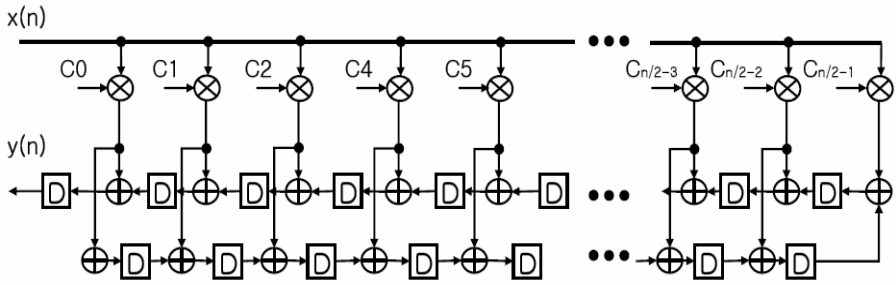 x(n)
C0 C1 C2 C4 C5 Cn/2-3 Cn/2-2 Cn/2-1
y(n)
D D D D D D D D
D D D D D D D